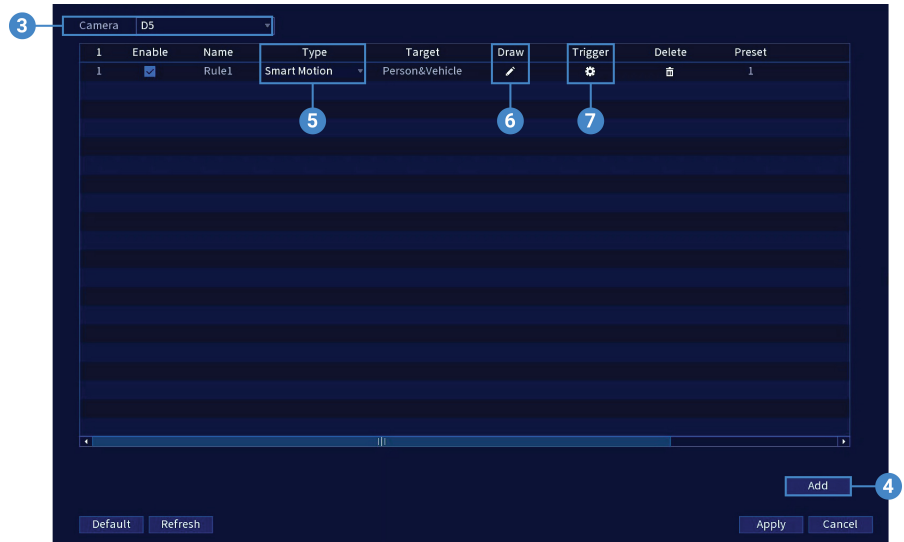 3 Camera D5
1 Enable Name Type Target Draw Trigger Delete Preset
1 Rule1 Smart Motion Person&Vehicle 1
5 6 7
Add 4
Default Refresh Apply Cancel